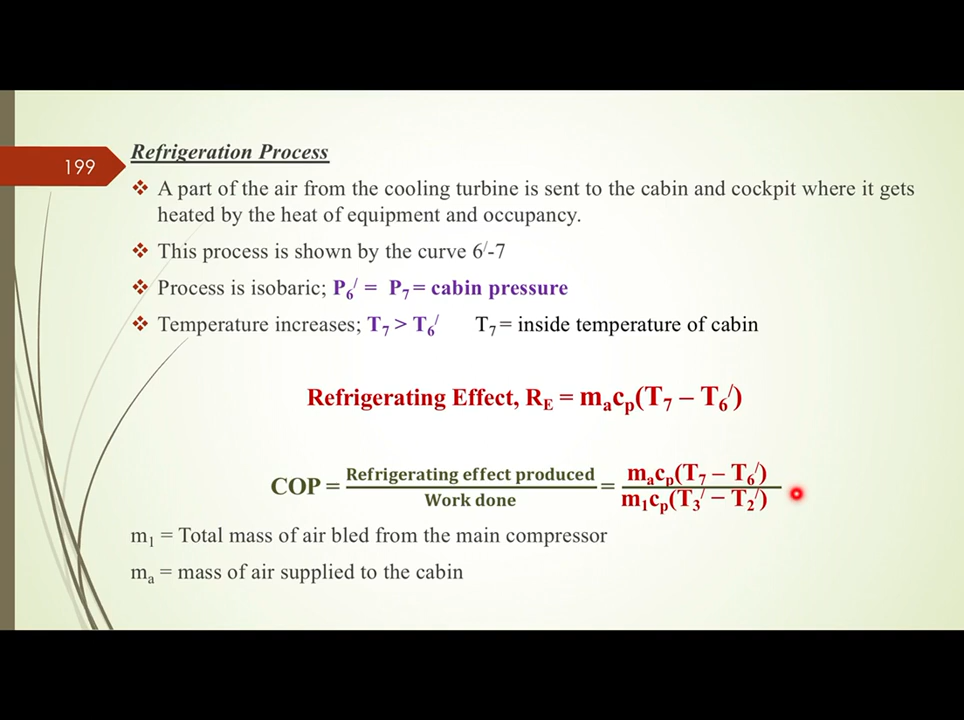 199
Refrigeration Process
❖ A part of the air from the cooling turbine is sent to the cabin and cockpit where it gets
heated by the heat of equipment and occupancy.
❖ This process is shown by the curve 6/-7
❖ Process is isobaric; P6/ = P7 = cabin pressure
❖ Temperature increases; T7 > T6/ T7 = inside temperature of cabin
Refrigerating Effect, RE = macp(T7 – T6/)
COP = Refrigerating effect produced / Work done = macp(T7 – T6/) / m1cp(T3/ – T2/)
m1 = Total mass of air bled from the main compressor
ma = mass of air supplied to the cabin